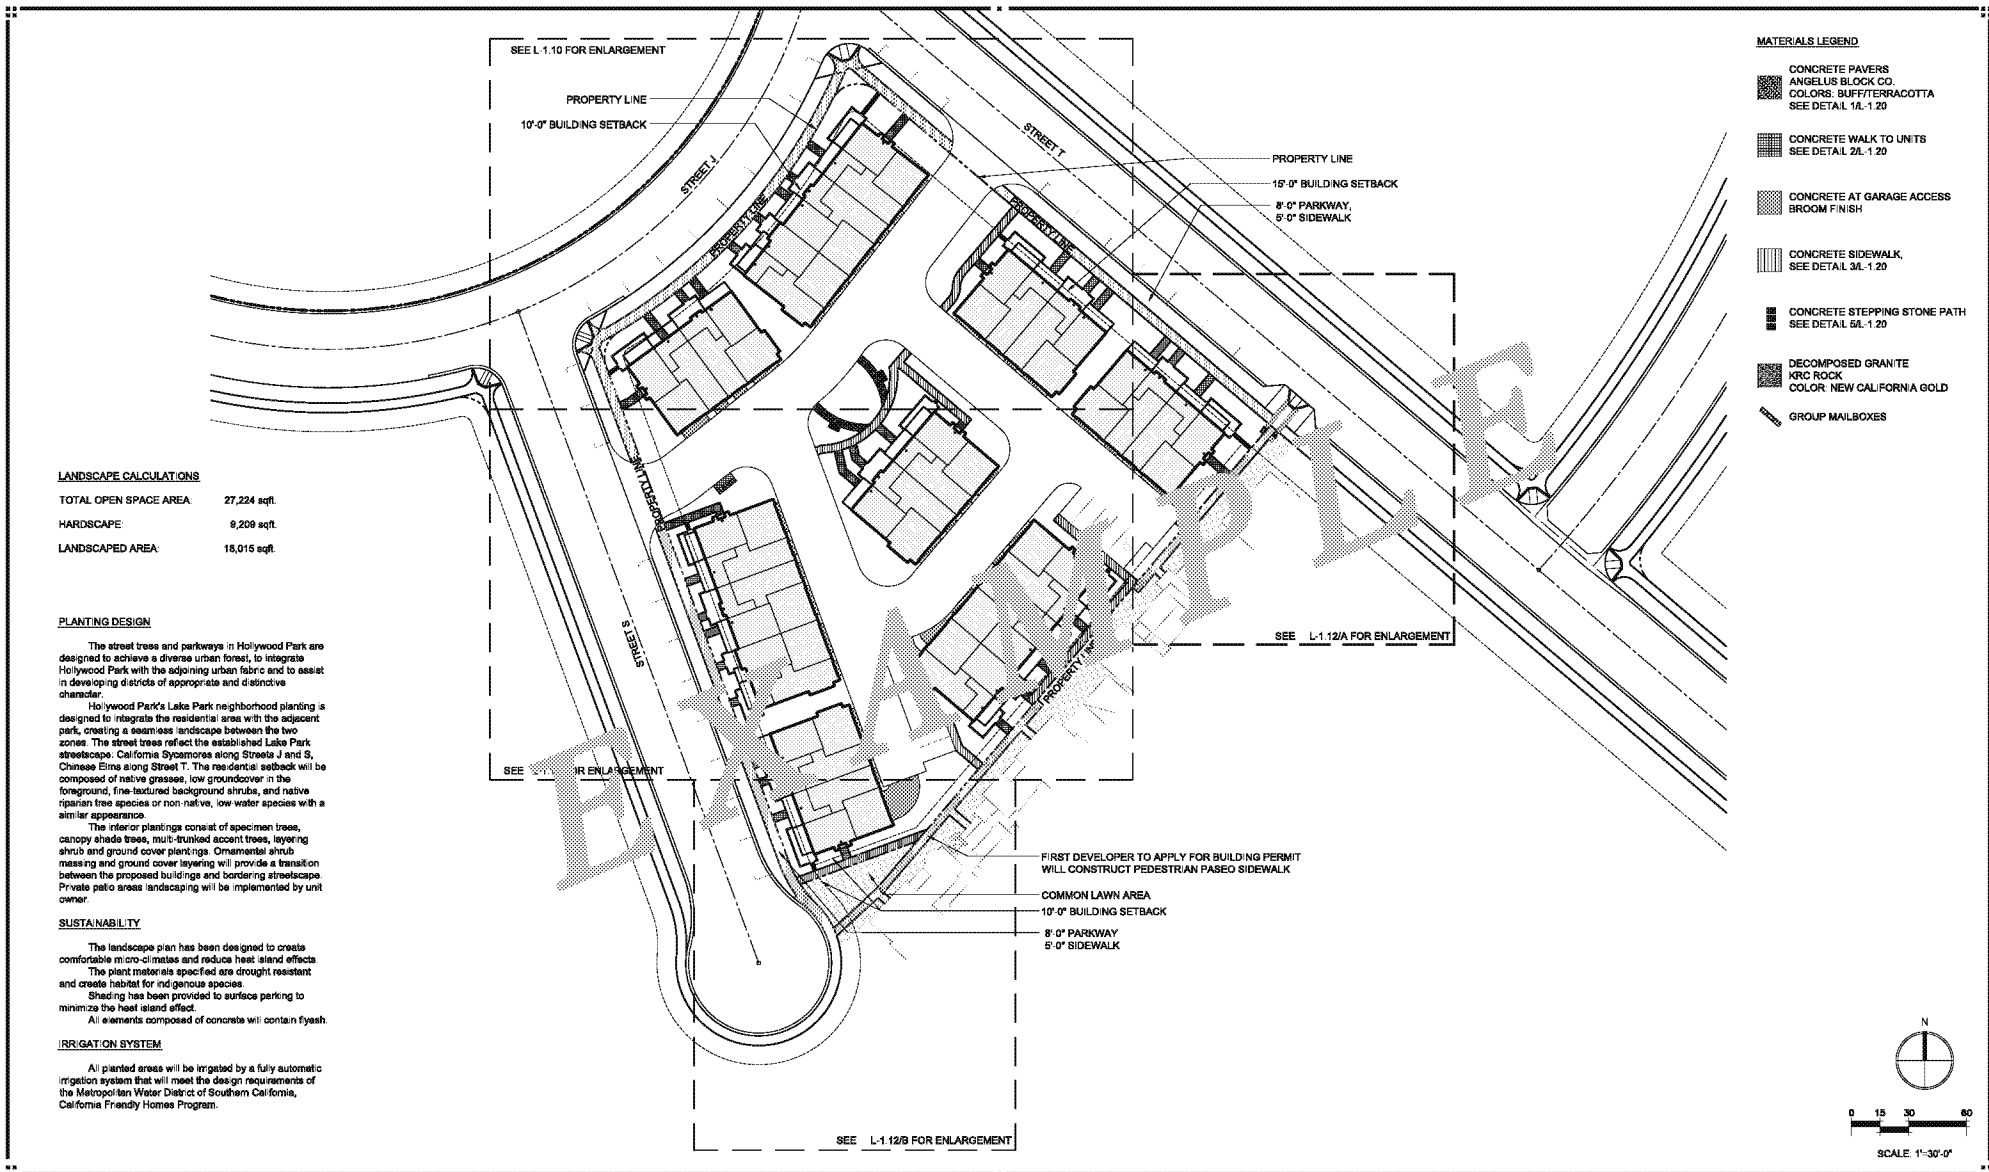 SEE L-1.10 FOR ENLARGEMENT
PROPERTY LINE
10'-0" BUILDING SETBACK
STREET J
STREET T
PROPERTY LINE
PROPERTY LINE
PROPERTY LINE
15'-0" BUILDING SETBACK
8'-0" PARKWAY,
5'-0" SIDEWALK
MATERIALS LEGEND
CONCRETE PAVERS
ANGELUS BLOCK CO.
COLORS: BUFF/TERRACOTTA
SEE DETAIL 1/L-1.20
CONCRETE WALK TO UNITS
SEE DETAIL 2/L-1.20
CONCRETE AT GARAGE ACCESS
BROOM FINISH
CONCRETE SIDEWALK,
SEE DETAIL 3/L-1.20
CONCRETE STEPPING STONE PATH
SEE DETAIL 5/L-1.20
DECOMPOSED GRANITE
KRC ROCK
COLOR: NEW CALIFORNIA GOLD
GROUP MAILBOXES
LANDSCAPE CALCULATIONS
TOTAL OPEN SPACE AREA: 27,224 sqft.
HARDSCAPE: 9,209 sqft.
LANDSCAPED AREA: 18,015 sqft.
PLANTING DESIGN
The street trees and parkways in Hollywood Park are
designed to achieve a diverse urban forest, to integrate
Hollywood Park with the adjoining urban fabric and to assist
in developing districts of appropriate and distinctive
character.
Hollywood Park's Lake Park neighborhood planting is
designed to integrate the residential area with the adjacent
park, creating a seamless landscape between the two
zones. The street trees reflect the established Lake Park
streetscape: California Sycamores along Streets J and S,
Chinese Elms along Street T. The residential setback will be
composed of native grasses, low groundcover in the
foreground, fine-textured background shrubs, and native
riparian tree species or non-native, low-water species with a
similar appearance.
The interior plantings consist of specimen trees,
canopy shade trees, multi-trunked accent trees, layering
shrub and ground cover plantings. Ornamental shrub
massing and ground cover layering will provide a transition
between the proposed buildings and bordering streetscape.
Private patio areas landscaping will be implemented by unit
owner.
SUSTAINABILITY
The landscape plan has been designed to create
comfortable micro-climates and reduce heat island effects.
The plant materials specified are drought resistant
and create habitat for indigenous species.
Shading has been provided to surface parking to
minimize the heat island effect.
All elements composed of concrete will contain flyash.
IRRIGATION SYSTEM
All planted areas will be irrigated by a fully automatic
irrigation system that will meet the design requirements of
the Metropolitan Water District of Southern California,
California Friendly Homes Program.
PROPERTY LINE
STREET S
PROPERTY LINE
EXAMPLE
SEE L-1.12/A FOR ENLARGEMENT
SEE FOR ENLARGEMENT
FIRST DEVELOPER TO APPLY FOR BUILDING PERMIT
WILL CONSTRUCT PEDESTRIAN PASEO SIDEWALK
COMMON LAWN AREA
10'-0" BUILDING SETBACK
8'-0" PARKWAY
5'-0" SIDEWALK
SEE L-1.12/B FOR ENLARGEMENT
N
0 15 30 60
SCALE: 1"=30'-0"